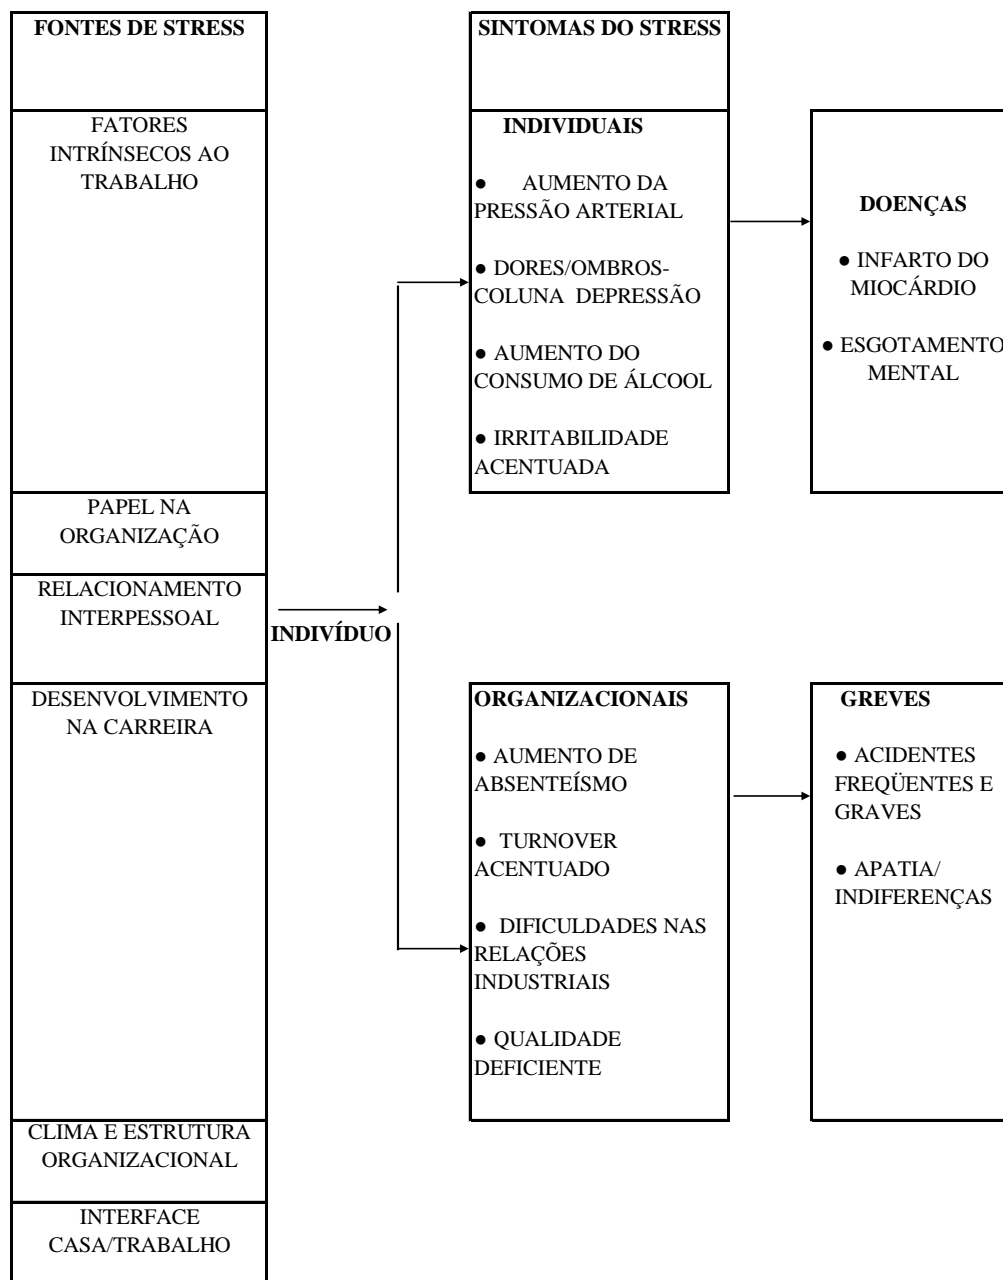 FONTES DE STRESS
FATORES
INTRÍNSECOS AO
TRABALHO
PAPEL NA
ORGANIZAÇÃO
RELACIONAMENTO
INTERPESSOAL
DESENVOLVIMENTO
NA CARREIRA
CLIMA E ESTRUTURA
ORGANIZACIONAL
INTERFACE
CASA/TRABALHO
INDIVÍDUO
SINTOMAS DO STRESS
INDIVIDUAIS
● AUMENTO DA
PRESSÃO ARTERIAL
● DORES/OMBROS-
COLUNA DEPRESSÃO
● AUMENTO DO
CONSUMO DE ÁLCOOL
● IRRITABILIDADE
ACENTUADA
DOENÇAS
● INFARTO DO
MIOCÁRDIO
● ESGOTAMENTO
MENTAL
ORGANIZACIONAIS
● AUMENTO DE
ABSENTEÍSMO
● TURNOVER
ACENTUADO
● DIFICULDADES NAS
RELAÇÕES
INDUSTRIAIS
● QUALIDADE
DEFICIENTE
GREVES
● ACIDENTES
FREQÜENTES E
GRAVES
● APATIA/
INDIFERENÇAS